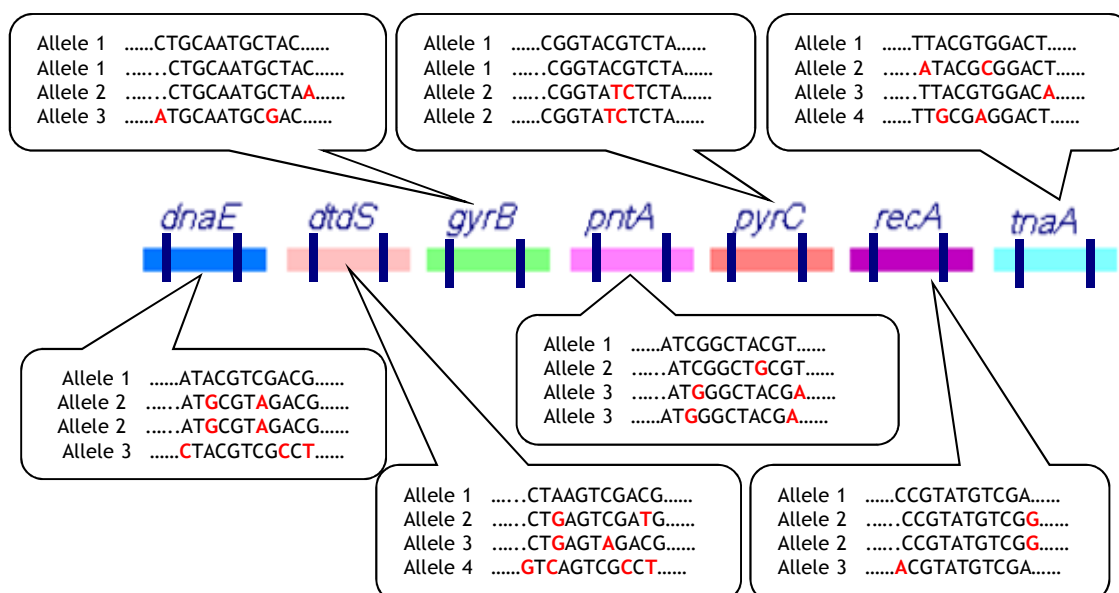 Allele 1 ......CTGCAATGCTAC......
Allele 1 .......CTGCAATGCTAC......
Allele 2 .......CTGCAATGCTAA......
Allele 3 ......ATGCAATGCGAC......
Allele 1 ......CGGTACGTCTA......
Allele 1 ......CGGTACGTCTA......
Allele 2 ......CGGTATCTCTA......
Allele 2 ......CGGTATCTCTA......
Allele 1 ......TTACGTGGACT......
Allele 2 ......ATACGCGGACT......
Allele 3 ......TTACGTGGACA......
Allele 4 ......TTGCGAGGACT......
dnaE
dtdS
gyrB
pntA
pyrC
recA
tnaA
Allele 1 ......ATACGTCGACG......
Allele 2 ......ATGCGTAGACG......
Allele 2 ......ATGCGTAGACG......
Allele 3 ......CTACGTCGCCT......
Allele 1 ......CTAAGTCGACG......
Allele 2 ......CTGAGTCGATG......
Allele 3 ......CTGAGTAGACG......
Allele 4 ......GTCAGTCGCCT......
Allele 1 ......ATCGGCTACGT......
Allele 2 ......ATCGGCTGCGT......
Allele 3 ......ATGGGCTACGA......
Allele 3 ......ATGGGCTACGA......
Allele 1 ......CCGTATGTCGA......
Allele 2 ......CCGTATGTCGG......
Allele 2 ......CCGTATGTCGG......
Allele 3 ......ACGTATGTCGA......